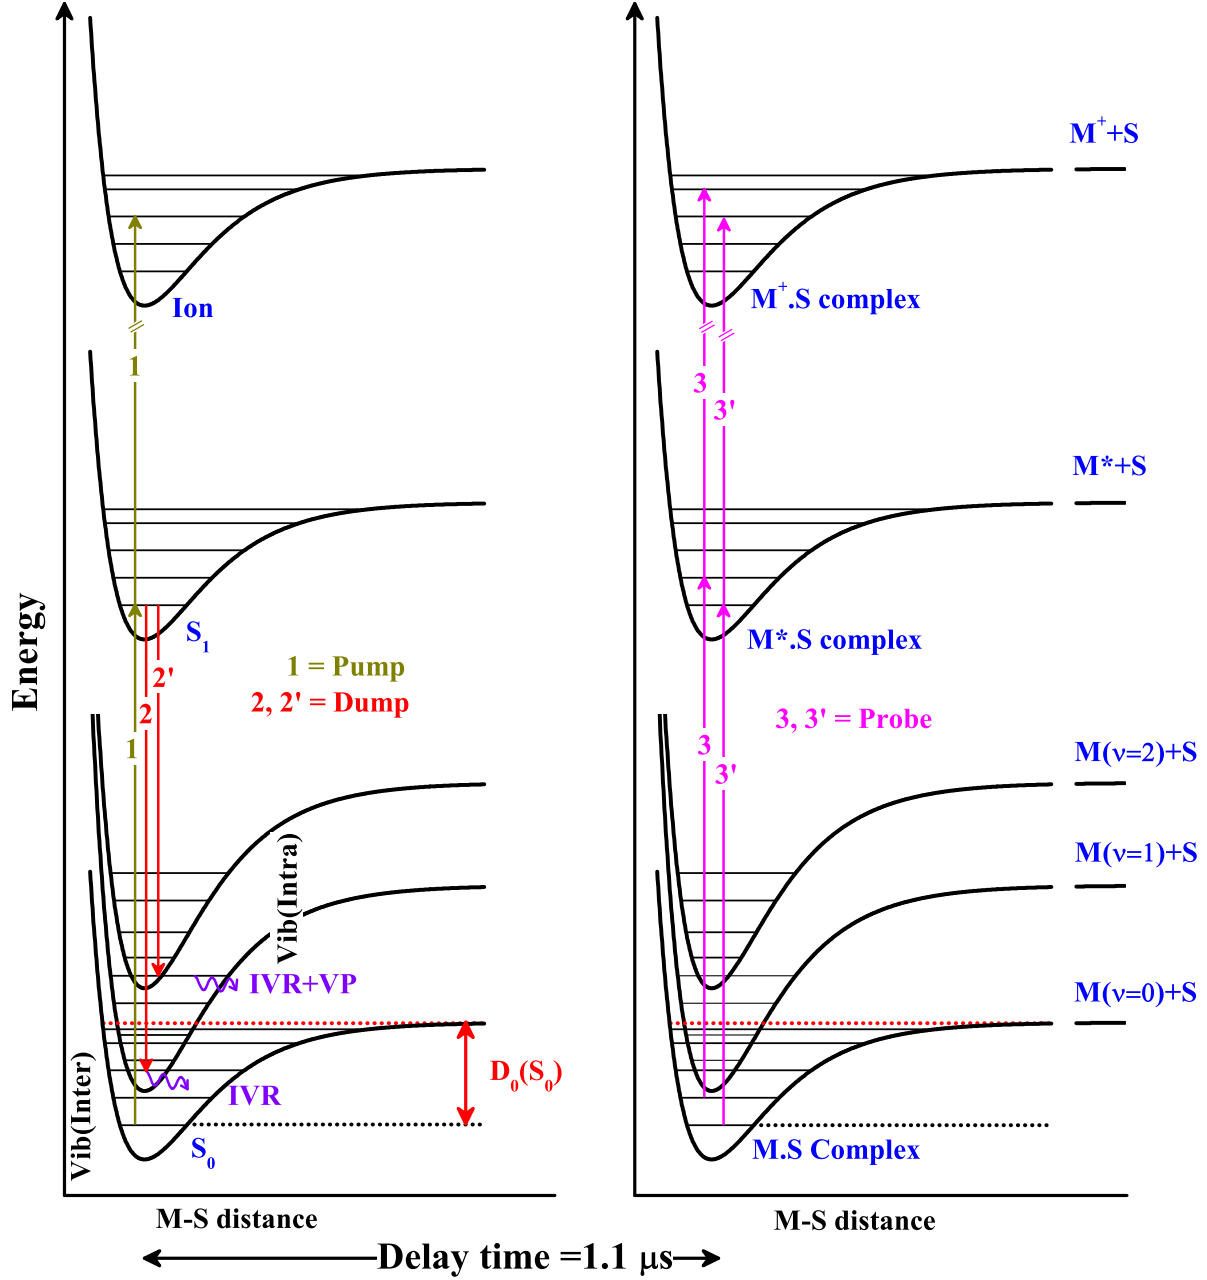 M⁺+S
Ion
M⁺.S complex
1
3
3'
M*+S
S₁
M*.S complex
Energy
2'
1 = Pump
2, 2' = Dump
2
3, 3' = Probe
1
3
3'
M(ν=2)+S
M(ν=1)+S
Vib(Intra)
IVR+VP
M(ν=0)+S
D₀(S₀)
IVR
Vib(Inter)
S₀
M.S Complex
M-S distance
M-S distance
Delay time =1.1 μs